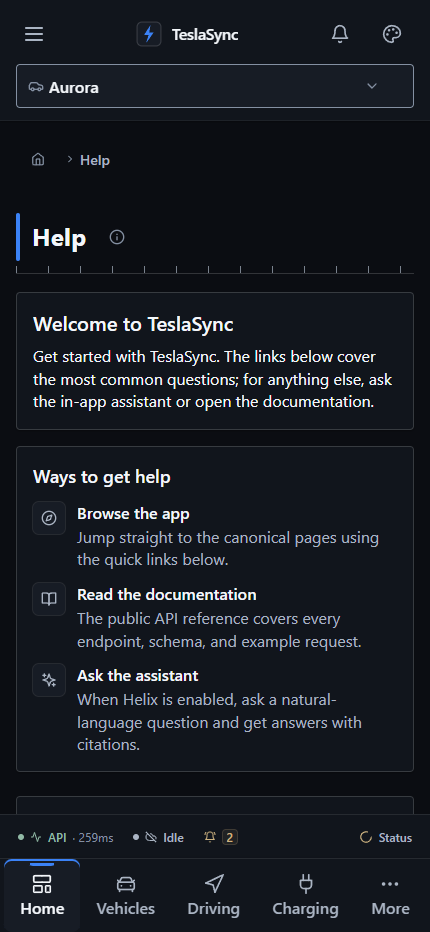 TeslaSync
Aurora
Help
Help
Welcome to TeslaSync
Get started with TeslaSync. The links below cover
the most common questions; for anything else, ask
the in-app assistant or open the documentation.
Ways to get help
Browse the app
Jump straight to the canonical pages using
the quick links below.
Read the documentation
The public API reference covers every
endpoint, schema, and example request.
Ask the assistant
When Helix is enabled, ask a natural-
language question and get answers with
citations.
API · 259ms Idle 2 Status
Home Vehicles Driving Charging More